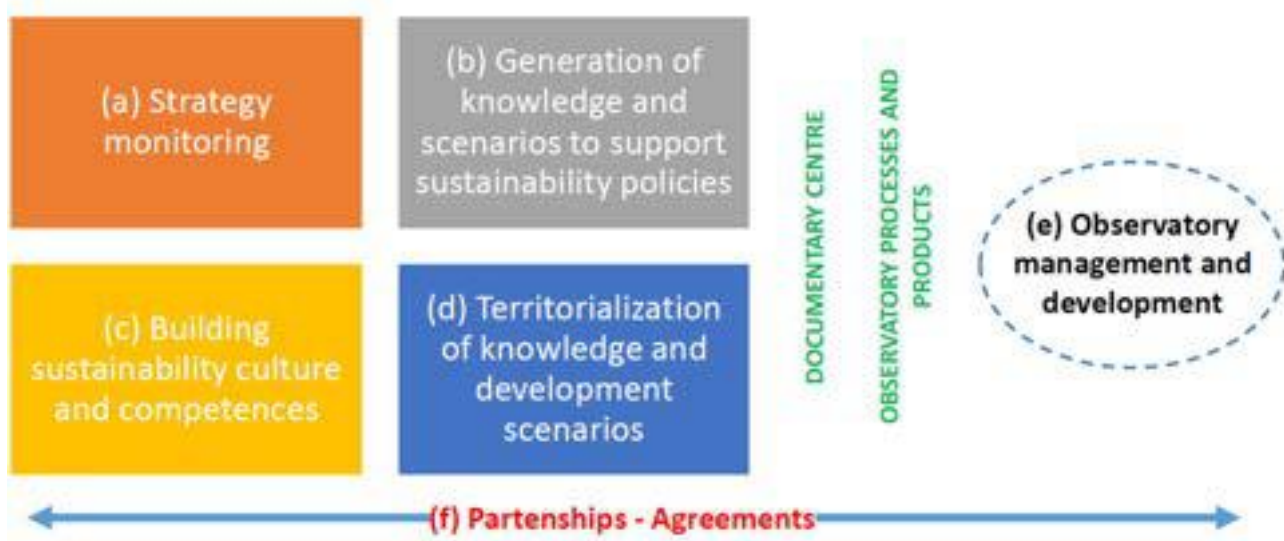 (a) Strategy
monitoring
(b) Generation of
knowledge and
scenarios to support
sustainability policies
(c) Building
sustainability culture
and competences
(d) Territorialization
of knowledge and
development
scenarios
DOCUMENTARY CENTRE
OBSERVATORY PROCESSES AND
PRODUCTS
(e) Observatory
management and
development
(f) Partenships - Agreements